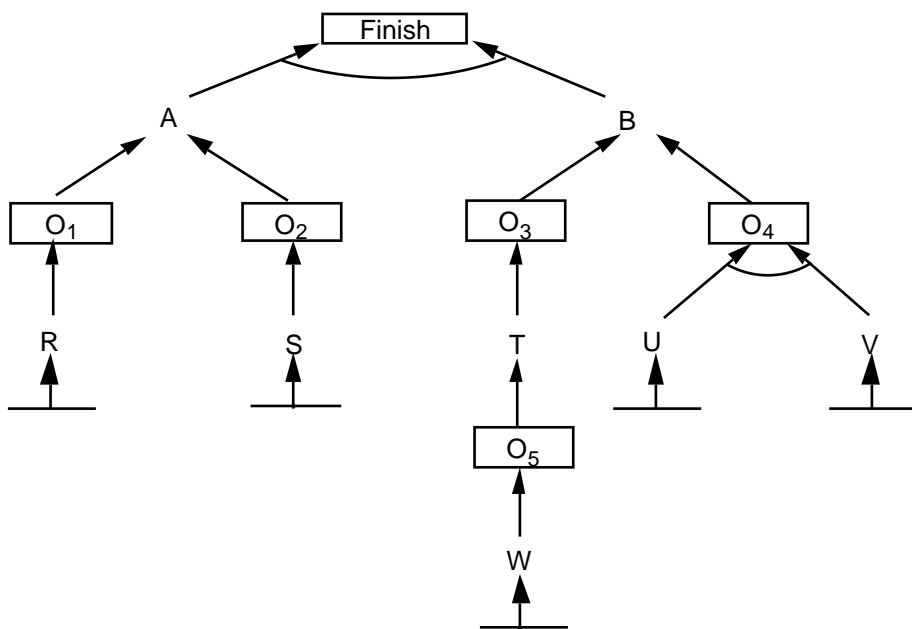 Finish
A B
O₁ O₂ O₃ O₄
R S T U V
O₅
W